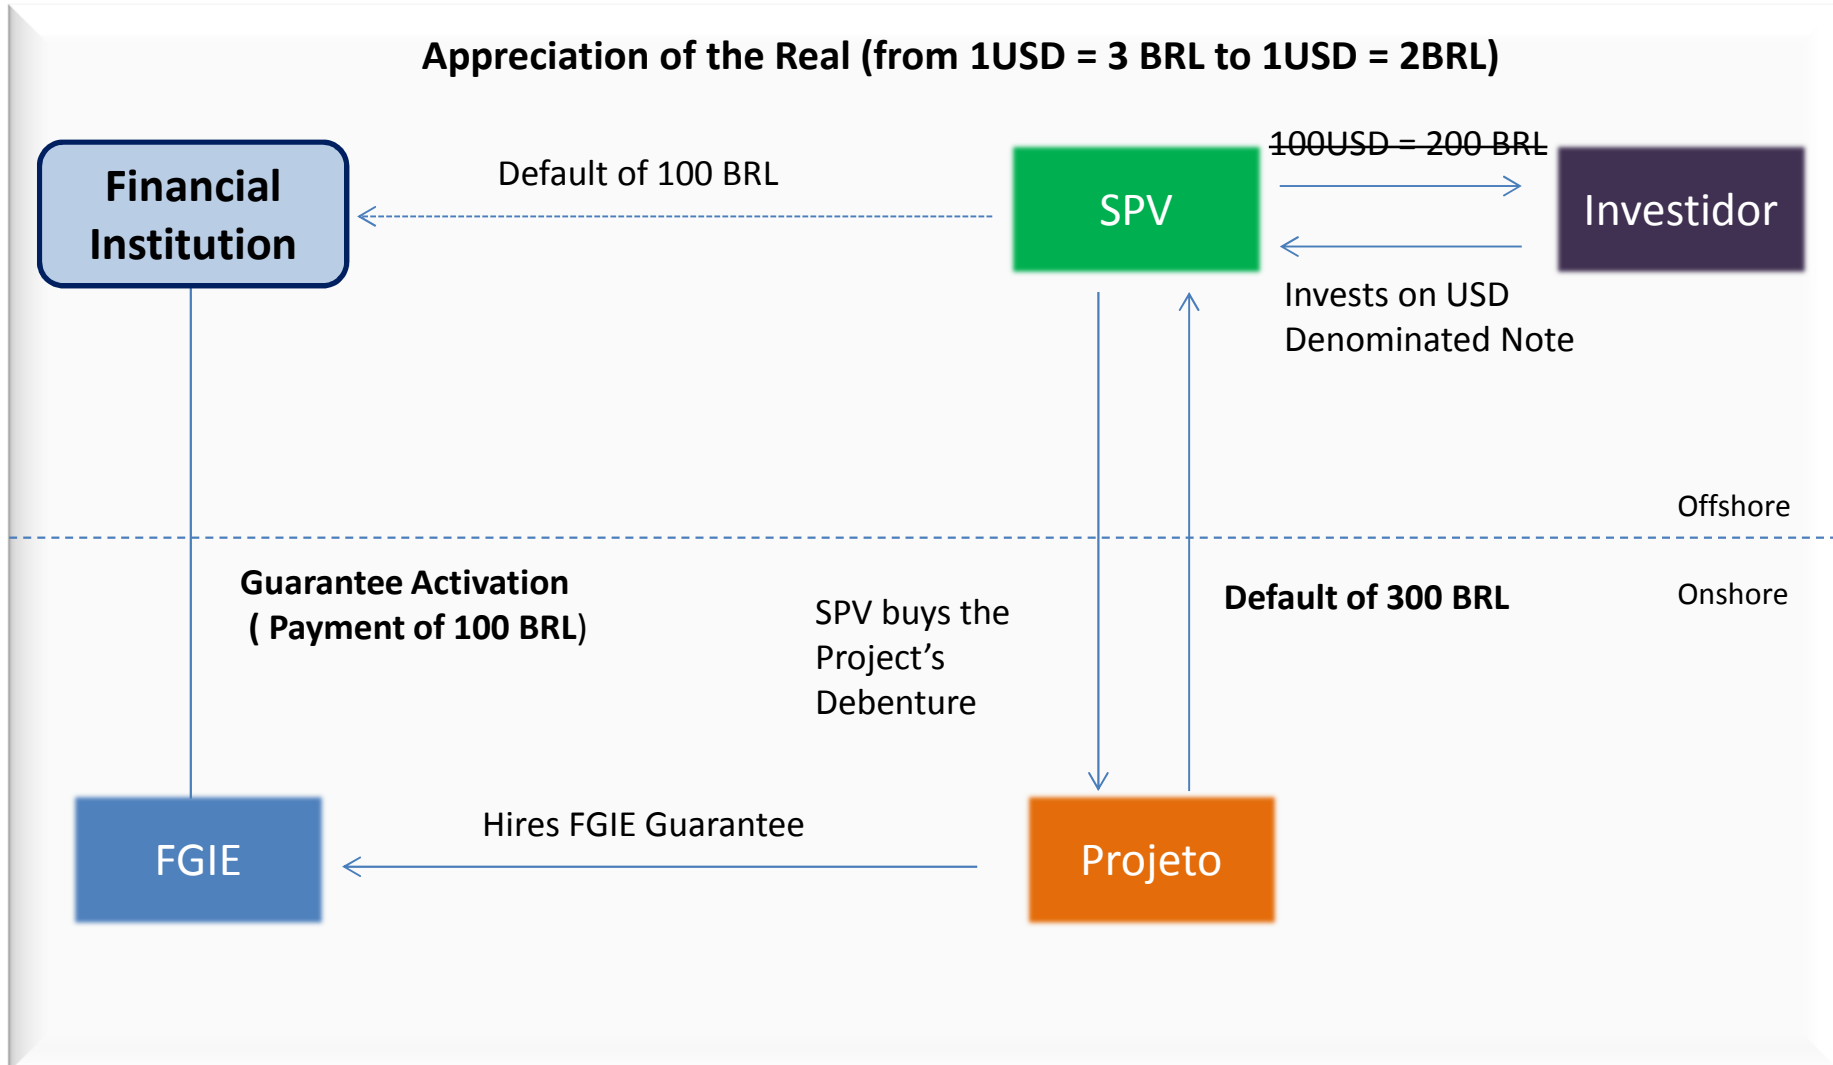 Appreciation of the Real (from 1USD = 3 BRL to 1USD = 2BRL)
Financial
Institution
Default of 100 BRL
SPV
100USD = 200 BRL
Investidor
Invests on USD
Denominated Note
Offshore
Guarantee Activation
( Payment of 100 BRL)
SPV buys the
Project’s
Debenture
Default of 300 BRL
Onshore
FGIE
Hires FGIE Guarantee
Projeto